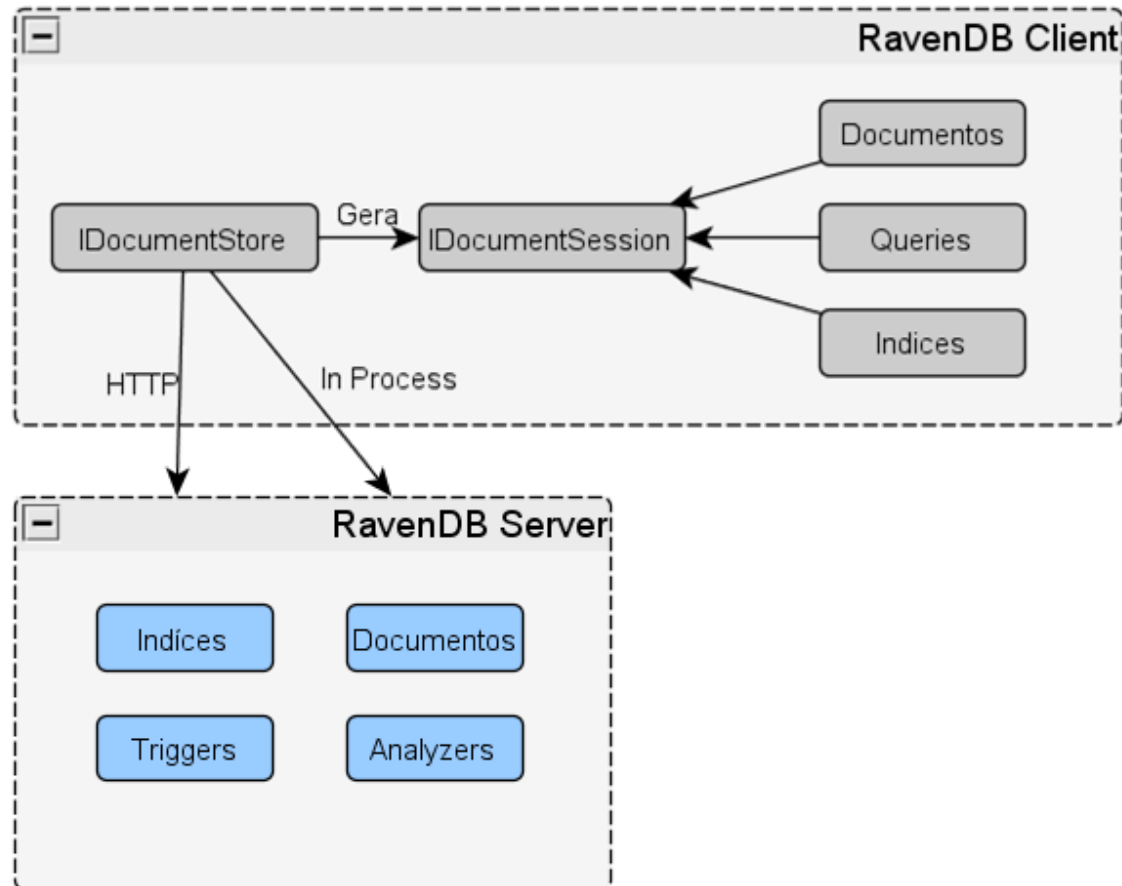 RavenDB Client
Documentos
Gera
IDocumentStore
IDocumentSession
Queries
Indices
HTTP
In Process
RavenDB Server
Indíces
Documentos
Triggers
Analyzers